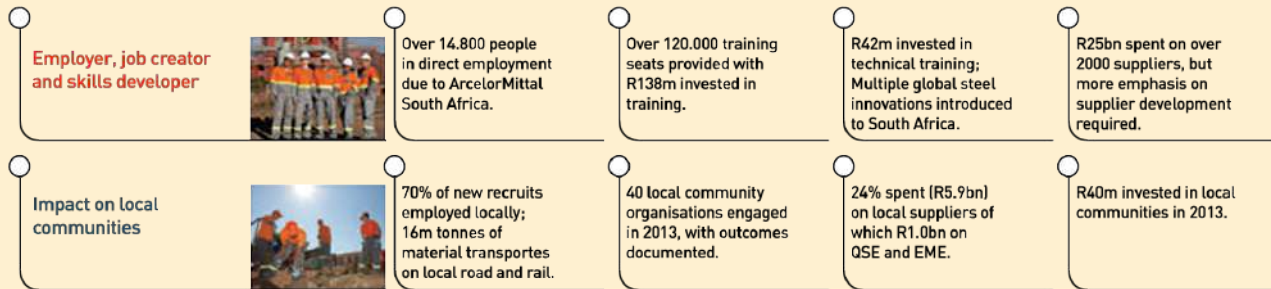 Employer, job creator
and skills developer
Over 14.800 people
in direct employment
due to ArcelorMittal
South Africa.
Over 120.000 training
seats provided with
R138m invested in
training.
R42m invested in
technical training;
Multiple global steel
innovations introduced
to South Africa.
R25bn spent on over
2000 suppliers, but
more emphasis on
supplier development
required.
Impact on local
communities
70% of new recruits
employed locally;
16m tonnes of
material transportes
on local road and rail.
40 local community
organisations engaged
in 2013, with outcomes
documented.
24% spent (R5.9bn)
on local suppliers of
which R1.0bn on
QSE and EME.
R40m invested in local
communities in 2013.